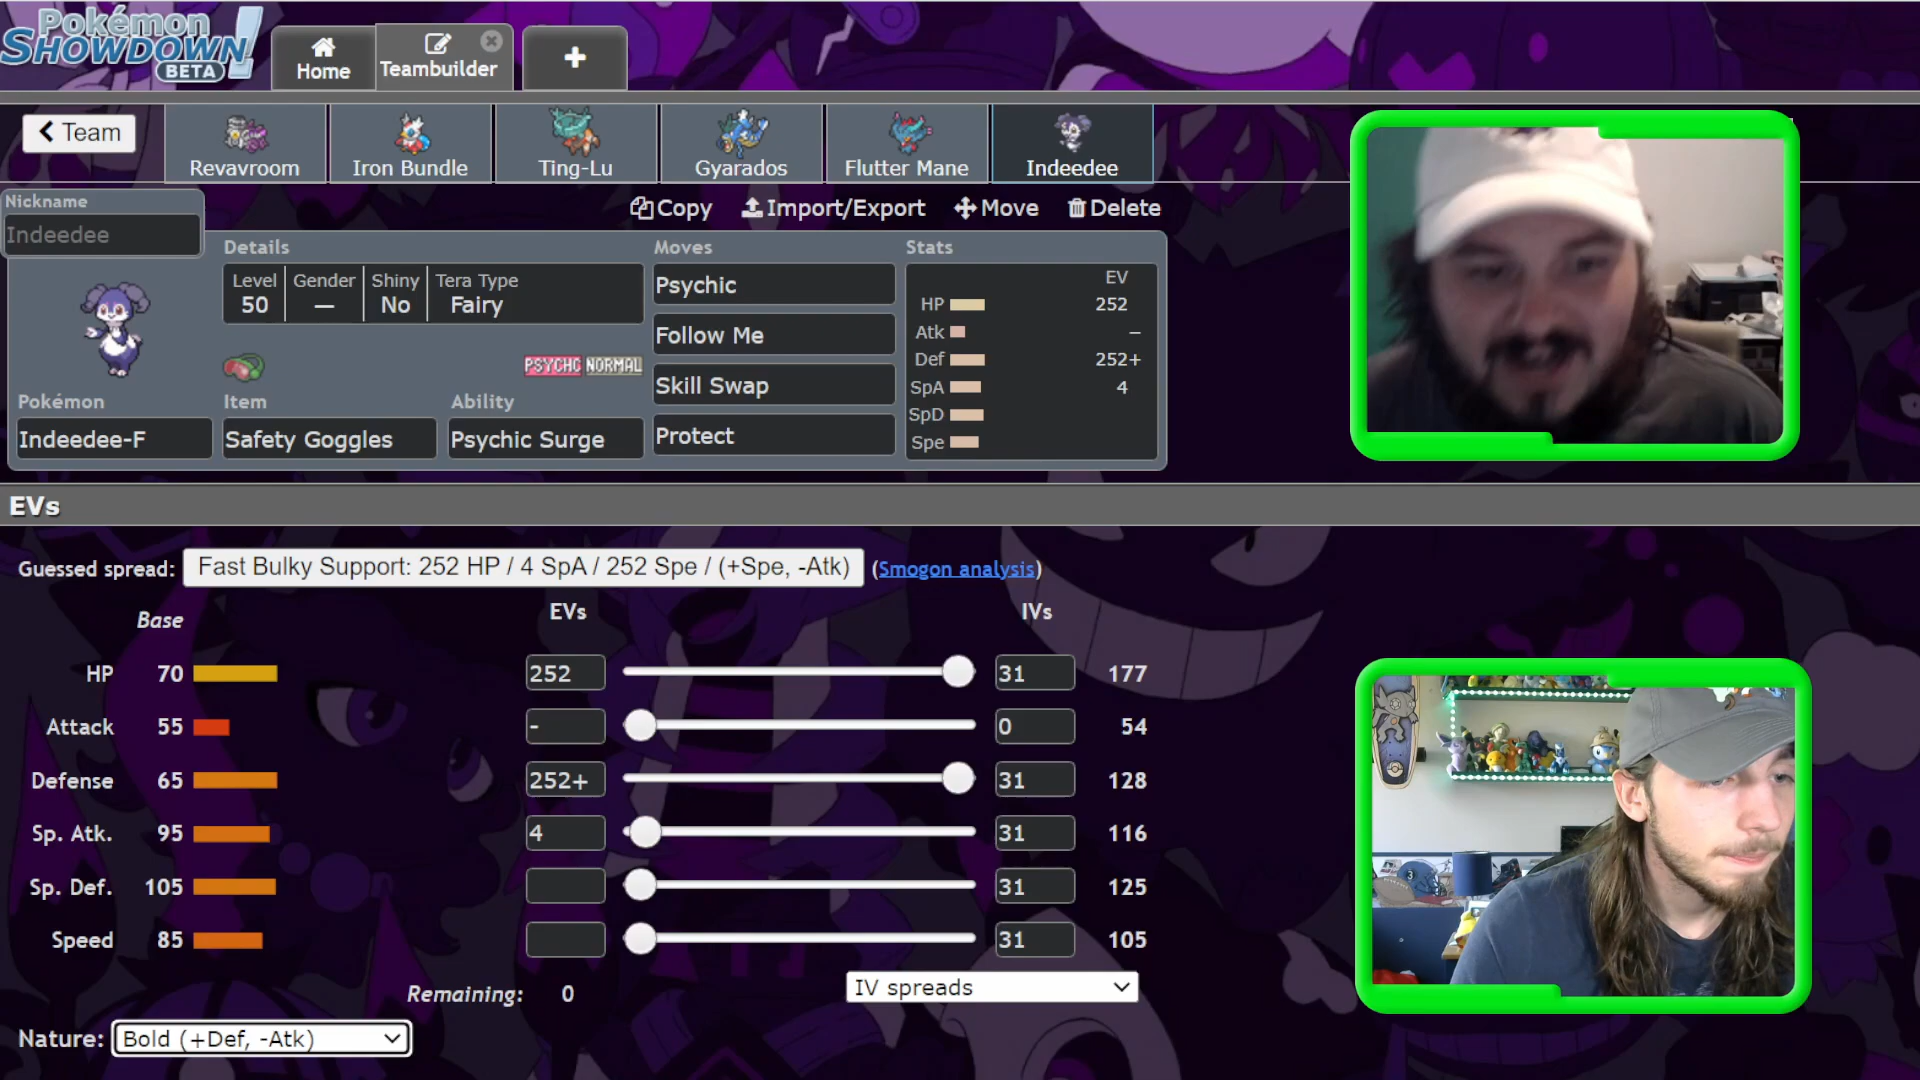 Pokémon
SHOWDOWN!
BETA
Home
Teambuilder
+
Team
Revavroom
Iron Bundle
Ting-Lu
Gyarados
Flutter Mane
Indeedee
Copy
Import/Export
Move
Delete
Nickname
Indeedee
Details
Moves
Stats
Level
50
Gender
—
Shiny
No
Tera Type
Fairy
PSYCHC NORMAL
Pokémon
Indeedee-F
Item
Safety Goggles
Ability
Psychic Surge
Psychic
Follow Me
Skill Swap
Protect
EV
HP 252
Atk –
Def 252+
SpA 4
SpD
Spe
EVs
Guessed spread: Fast Bulky Support: 252 HP / 4 SpA / 252 Spe / (+Spe, -Atk) (Smogon analysis)
Base EVs IVs
HP 70 252 31 177
Attack 55 - 0 54
Defense 65 252+ 31 128
Sp. Atk. 95 4 31 116
Sp. Def. 105 31 125
Speed 85 31 105
Remaining: 0
IV spreads
Nature: Bold (+Def, -Atk)
3